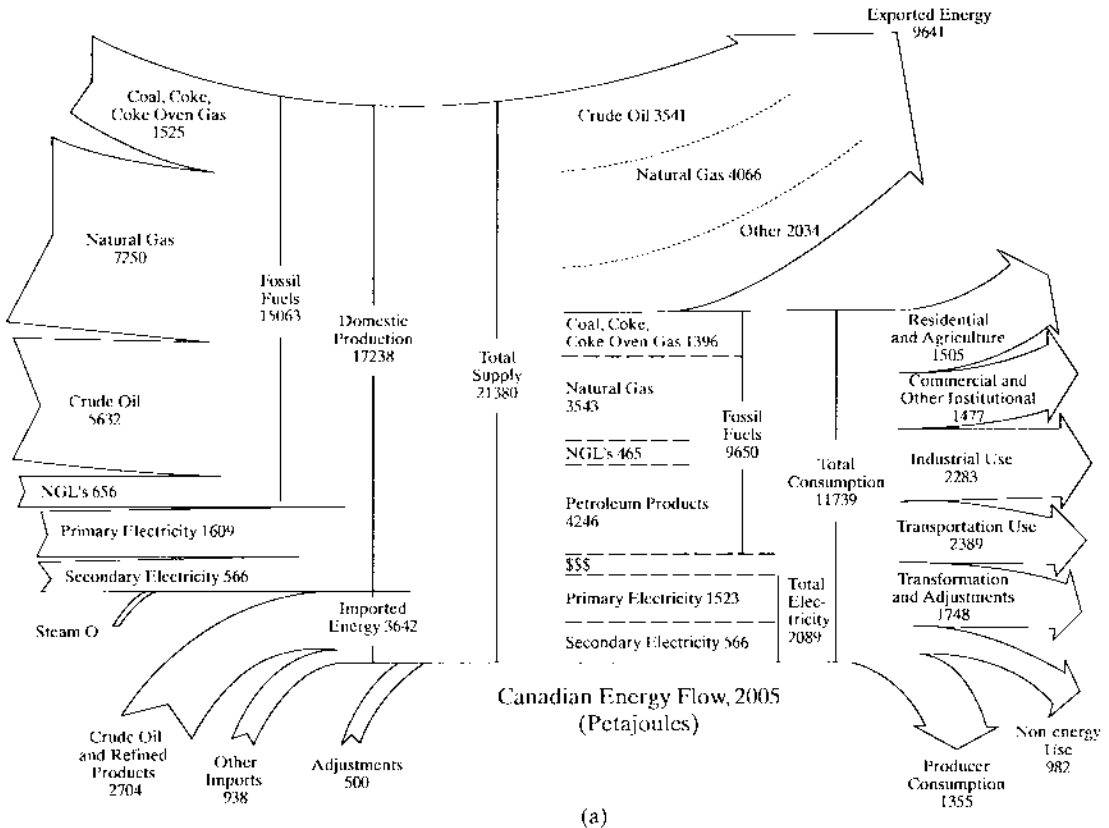 Exported Energy
9641
Coal, Coke,
Coke Oven Gas
1525
Crude Oil 3541
Natural Gas 4066
Natural Gas
7250
Other 2034
Fossil
Fuels
15063
Domestic
Production
17238
Total
Supply
21380
Coal, Coke,
Coke Oven Gas 1396
Residential
and Agriculture
1505
Crude Oil
5632
Natural Gas
3543
Commercial and
Other Institutional
1477
Fossil
Fuels
9650
NGL's 465
Total
Consumption
11739
Industrial Use
2283
NGL's 656
Petroleum Products
4246
Primary Electricity 1609
Transportation Use
2389
$$$
Secondary Electricity 566
Primary Electricity 1523
Total
Elec-
tricity
2089
Transformation
and Adjustments
1748
Steam O
Imported
Energy 3642
Secondary Electricity 566
Canadian Energy Flow, 2005
(Petajoules)
Crude Oil
and Refined
Products
2704
Other
Imports
938
Adjustments
500
Producer
Consumption
1355
Non energy
Use
982
(a)